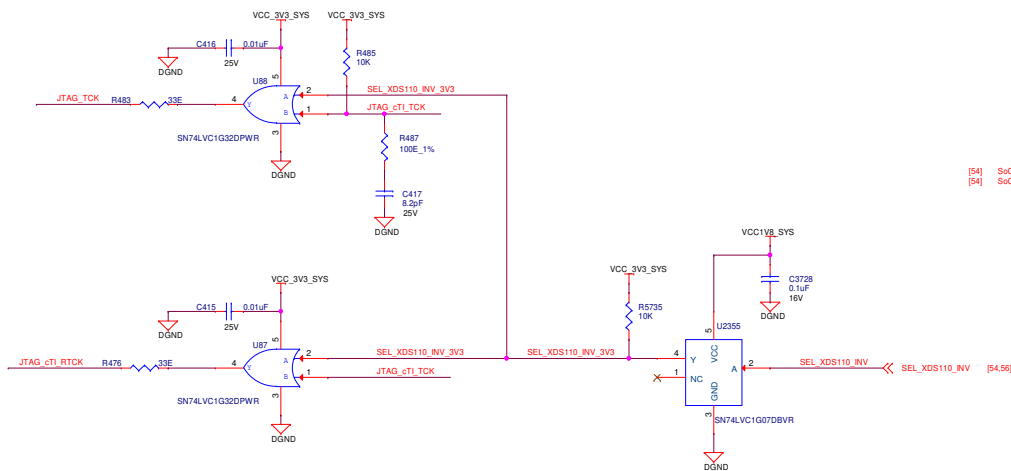 VCC_3V3_SYS
VCC_3V3_SYS
C416
0.01uF
25V
DGND
R485
10K
U88
5
SEL_XDS110_INV_3V3
JTAG_TCK
R483
33E
4
Y
A
2
B
1
JTAG_cTI_TCK
3
SN74LVC1G32DPWR
DGND
R487
100E_1%
C417
8.2pF
25V
DGND
[54]
SoC
[54]
SoC
VCC1V8_SYS
C3728
0.1uF
16V
DGND
VCC_3V3_SYS
VCC_3V3_SYS
C415
0.01uF
25V
DGND
R5735
10K
U87
5
U2355
5
SEL_XDS110_INV_3V3
SEL_XDS110_INV_3V3
JTAG_cTI_RTCK
R476
33E
4
Y
A
2
B
1
JTAG_cTI_TCK
3
SN74LVC1G32DPWR
DGND
4
Y
VCC
1
NC
GND
A
2
SEL_XDS110_INV
SEL_XDS110_INV
[54,56]
3
SN74LVC1G07DBVR
DGND